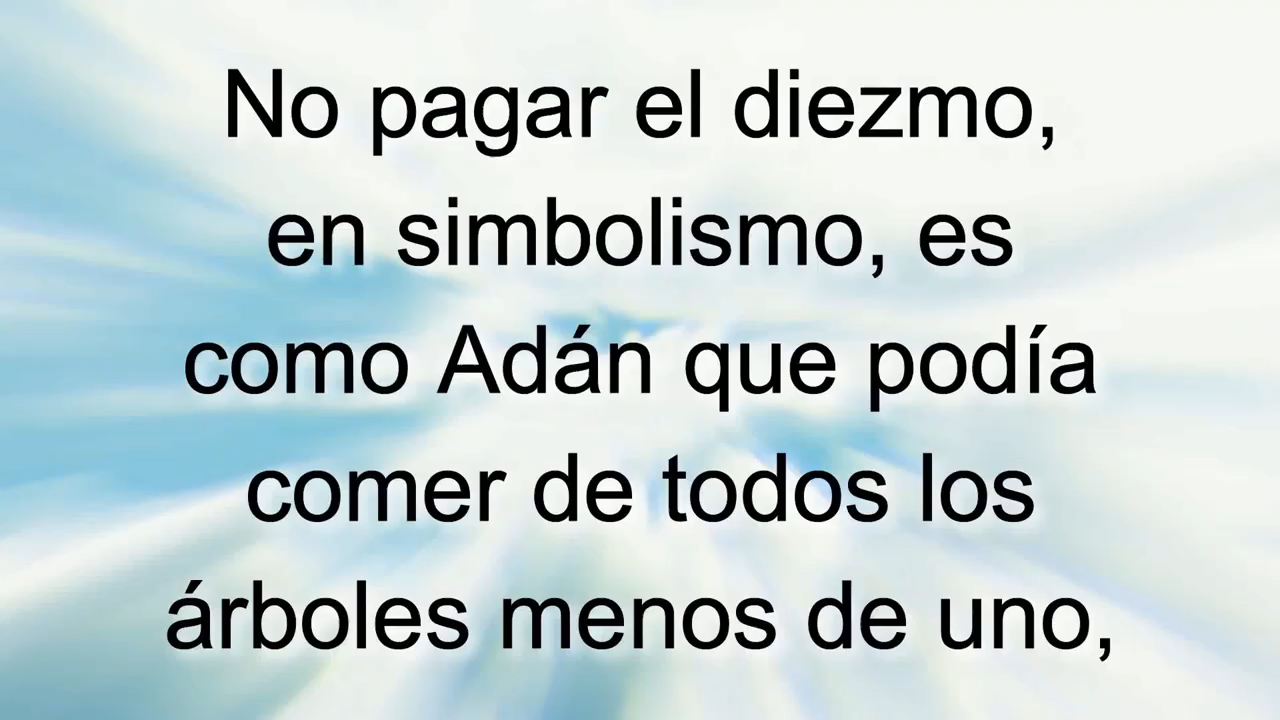 No pagar el diezmo,
en simbolismo, es
como Adán que podía
comer de todos los
árboles menos de uno,